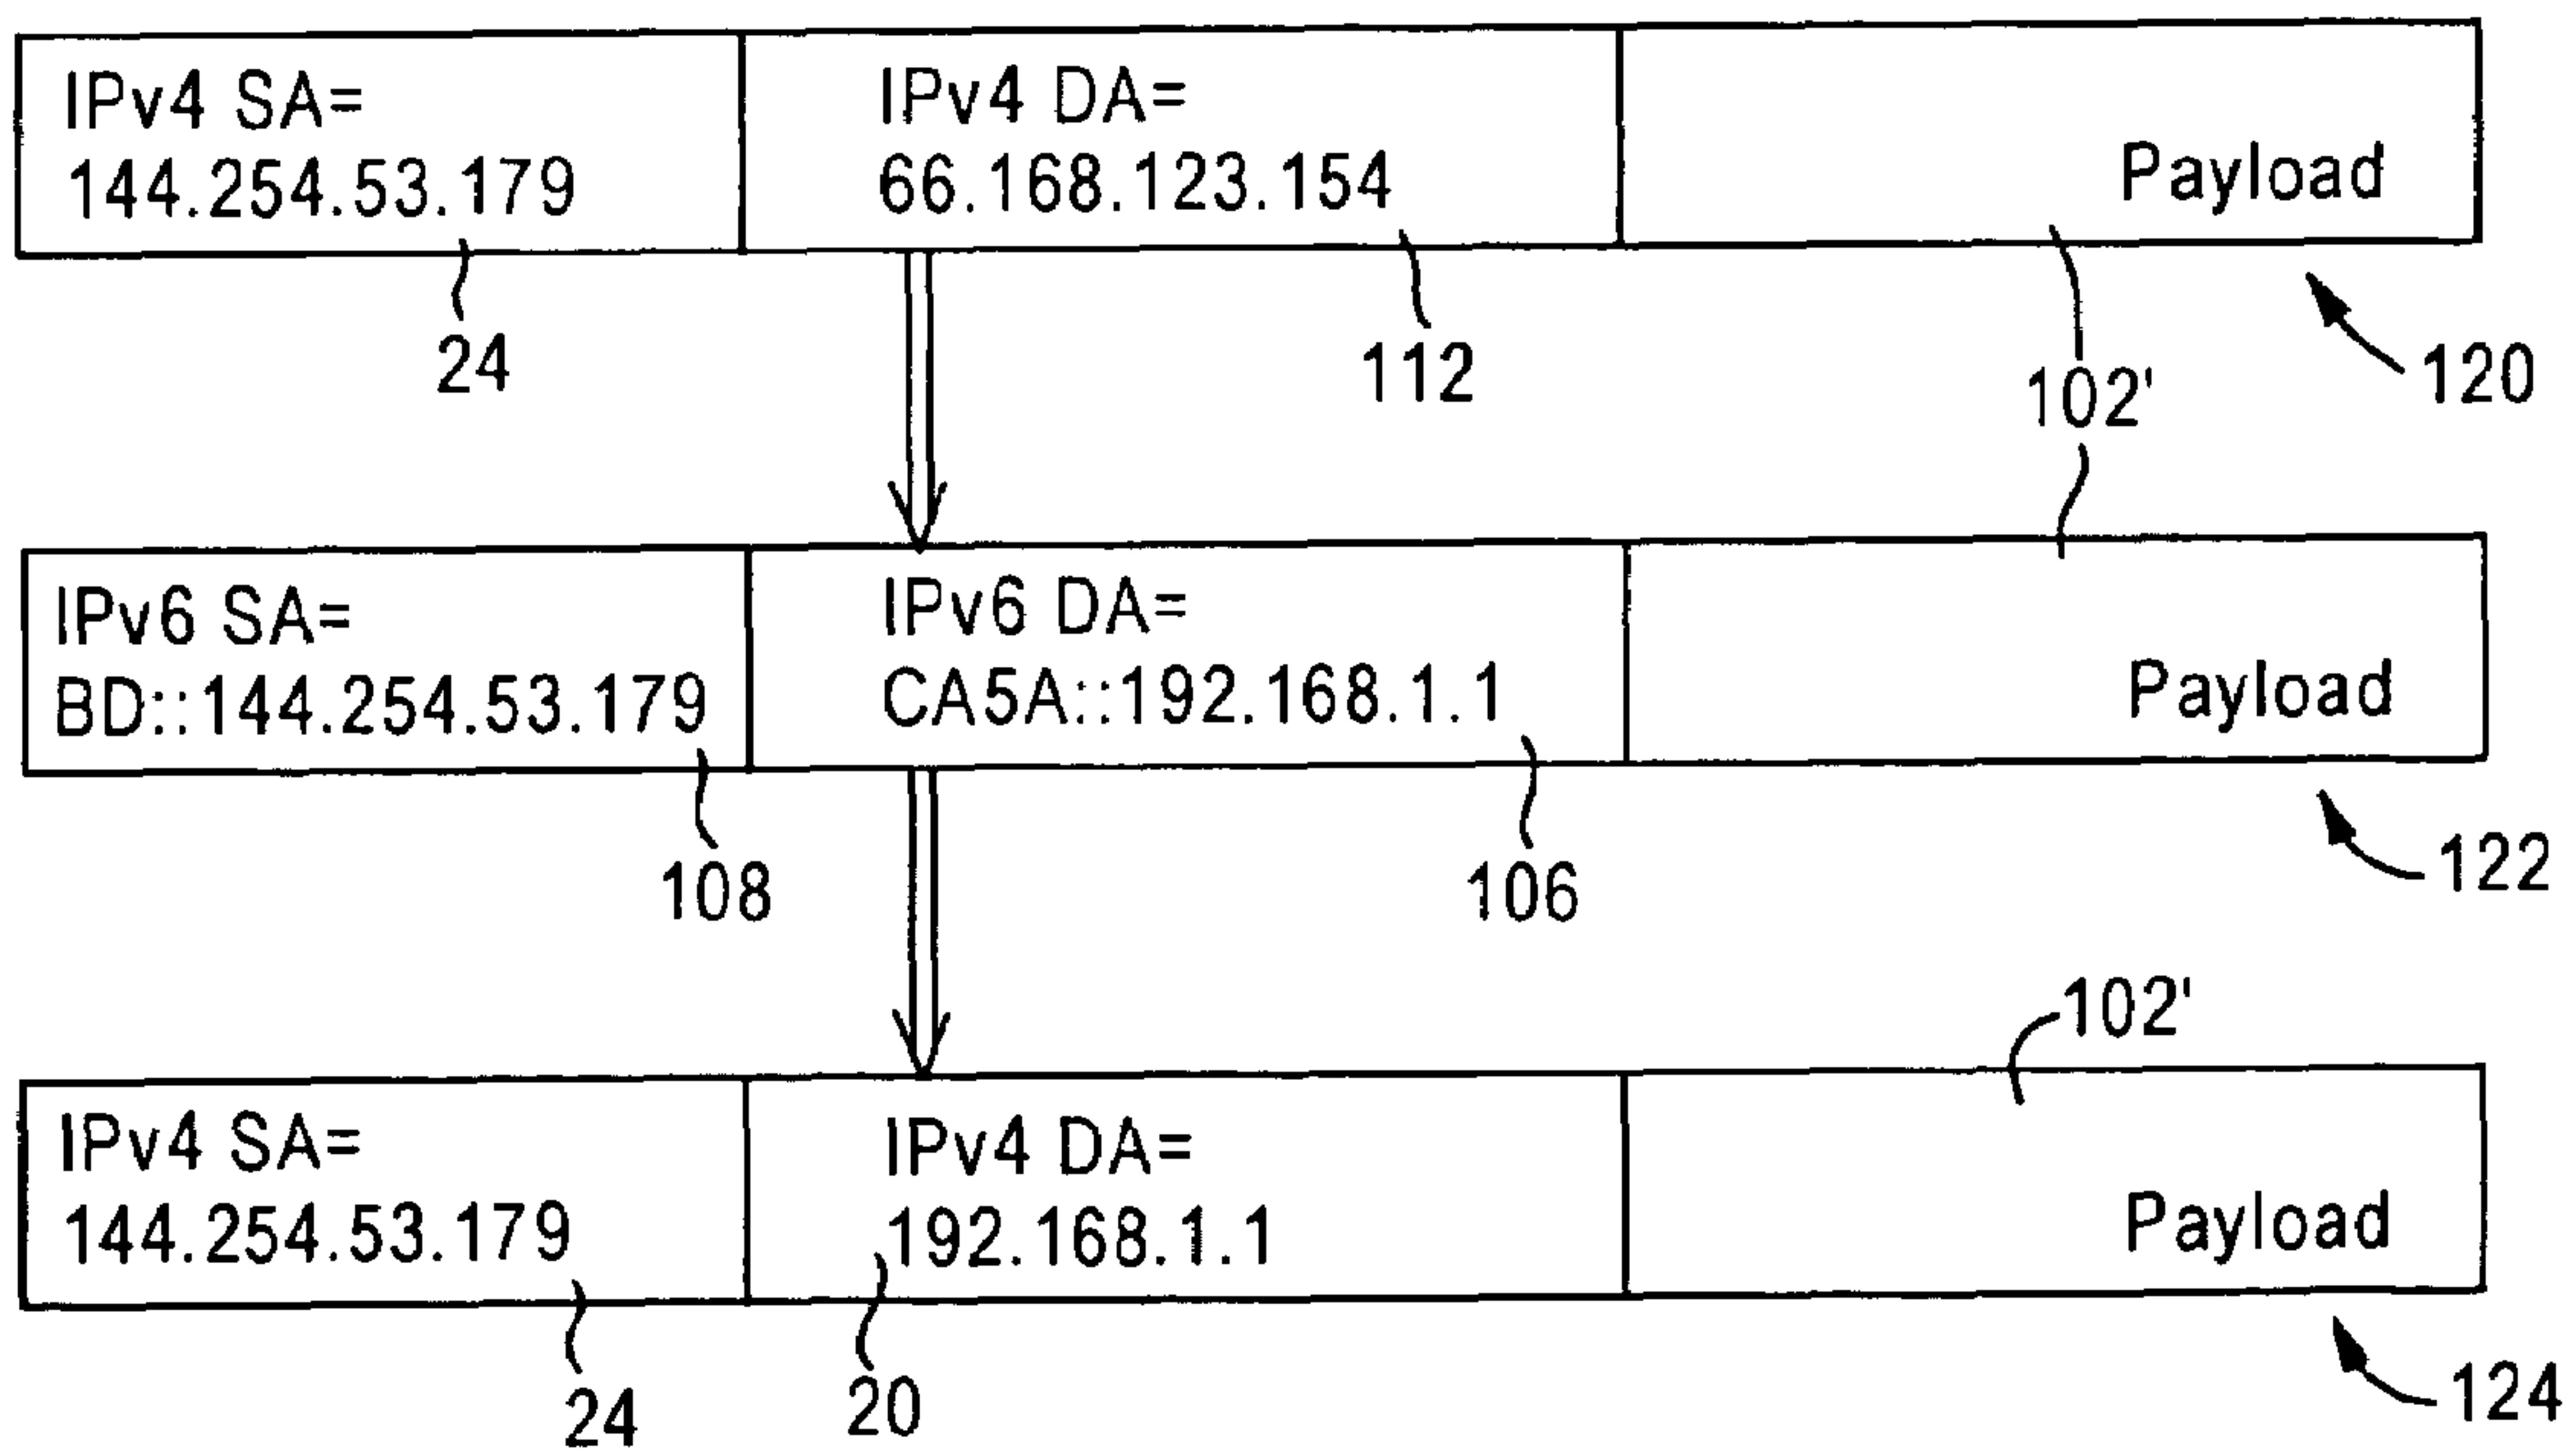 IPv4 SA=
144.254.53.179
IPv4 DA=
66.168.123.154
Payload
24
112
102'
120
IPv6 SA=
BD::144.254.53.179
IPv6 DA=
CA5A::192.168.1.1
Payload
108
106
122
102'
IPv4 SA=
144.254.53.179
IPv4 DA=
192.168.1.1
Payload
24
20
124